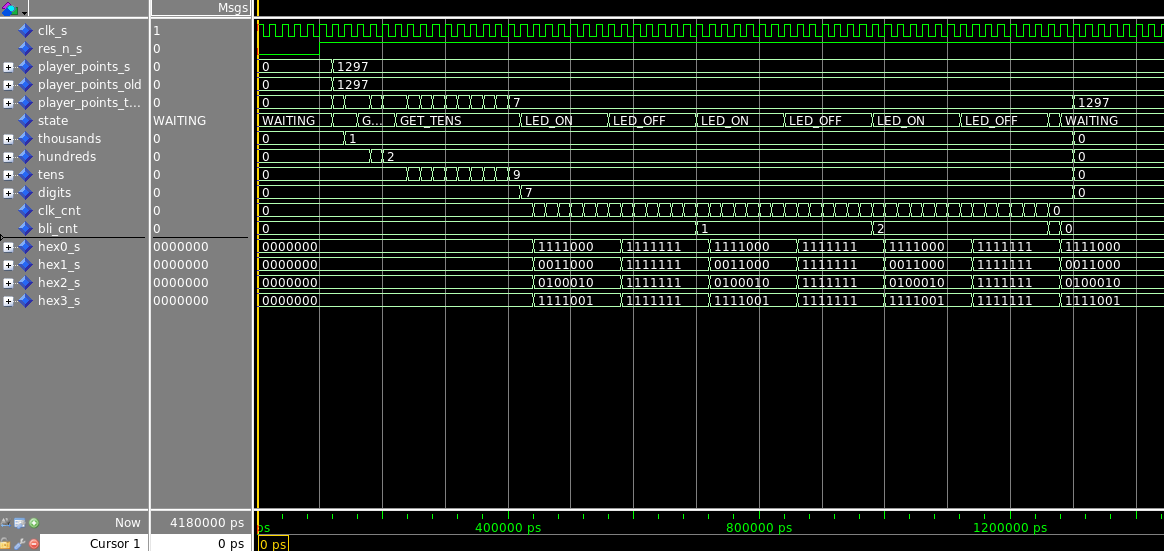 Msgs
clk_s 1
res_n_s 0
player_points_s 0 0 1297
player_points_old 0 0 1297
player_points_t... 0 0 7 1297
state WAITING WAITING G... GET_TENS LED_ON LED_OFF LED_ON LED_OFF LED_ON LED_OFF WAITING
thousands 0 0 1 0
hundreds 0 0 2 0
tens 0 0 9 0
digits 0 0 7 0
clk_cnt 0 0 0
bli_cnt 0 0 1 2 0
hex0_s 0000000 0000000 1111000 1111111 1111000 1111111 1111000 1111111 1111000
hex1_s 0000000 0000000 0011000 1111111 0011000 1111111 0011000 1111111 0011000
hex2_s 0000000 0000000 0100010 1111111 0100010 1111111 0100010 1111111 0100010
hex3_s 0000000 0000000 1111001 1111111 1111001 1111111 1111001 1111111 1111001
Now 4180000 ps ps 400000 ps 800000 ps 1200000 ps
Cursor 1 0 ps 0 ps